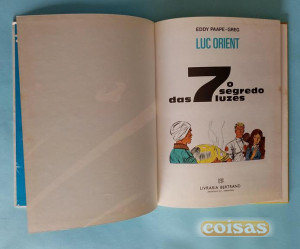 EDDY PAAPE - GREG
LUC ORIENT
o
segredo
das 7 luzes
LIVRARIA BERTRAND
coisas